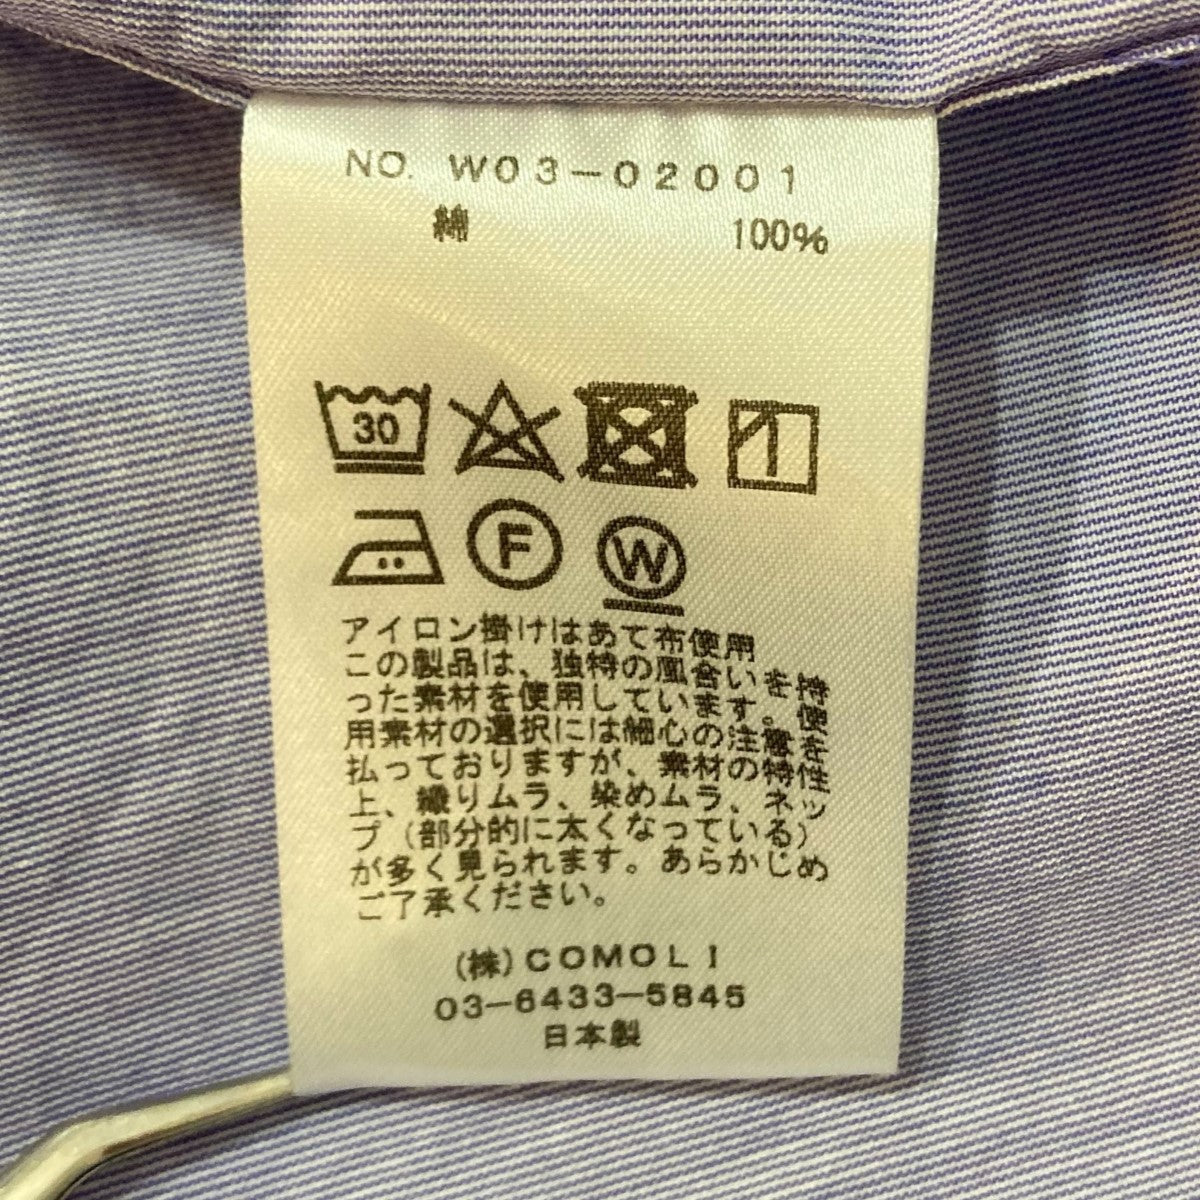 NO. W03-02001
綿 100%
30
F W
アイロン掛けはあて布使用
この製品は、独特の風合いを持
った素材を使用しています。使
用素材の選択には細心の注意を
払っておりますが、素材の特性
上、織りムラ、染めムラ、ネッ
プ(部分的に太くなっている)
が多く見られます。あらかじめ
ご了承ください。
(株)COMOLI
03-6433-5845
日本製